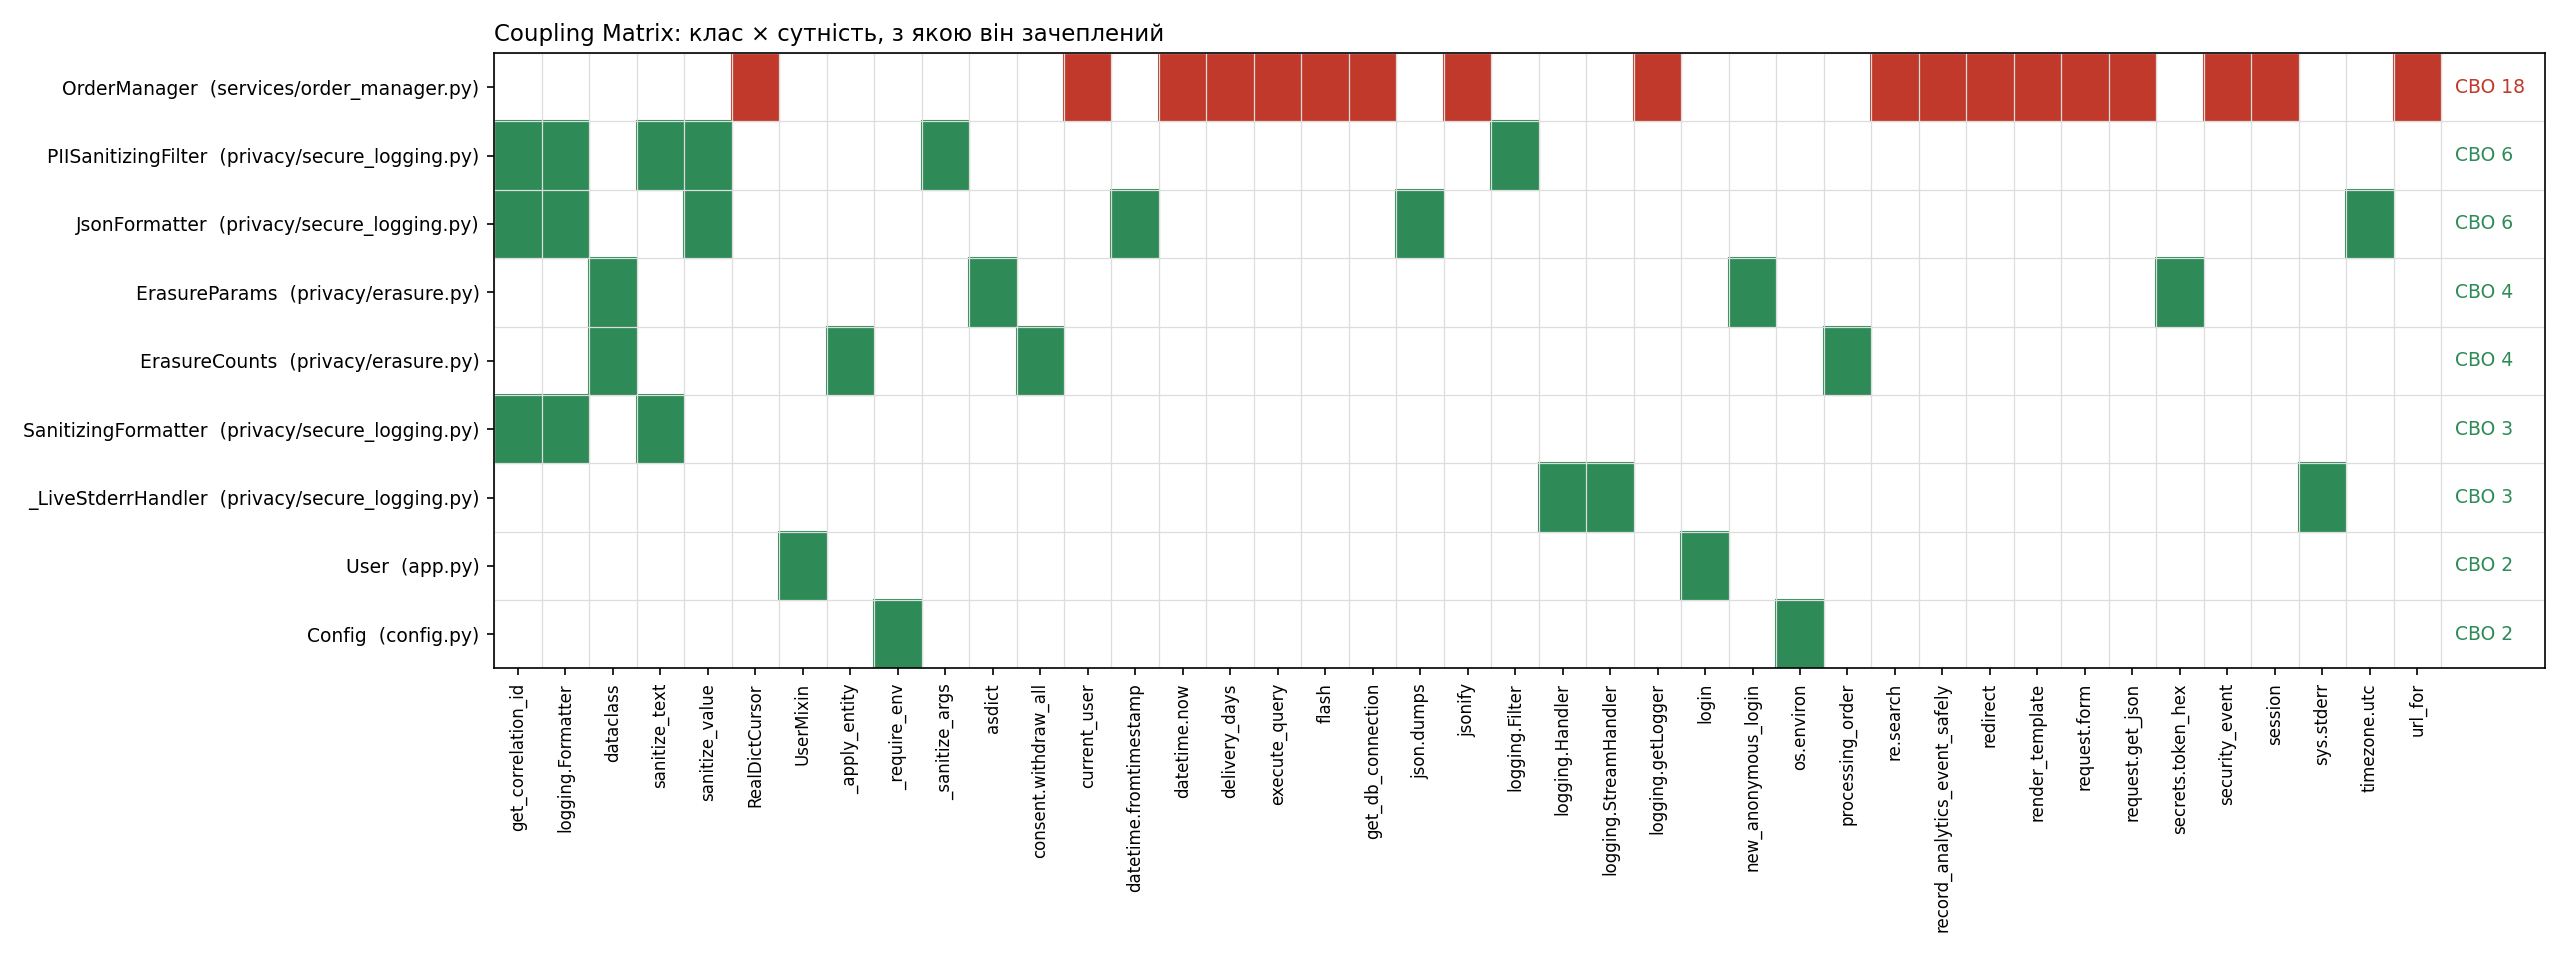 Coupling Matrix: клас × сутність, з якою він зачеплений
OrderManager (services/order_manager.py)
CBO 18
PIISanitizingFilter (privacy/secure_logging.py)
CBO 6
JsonFormatter (privacy/secure_logging.py)
CBO 6
ErasureParams (privacy/erasure.py)
CBO 4
ErasureCounts (privacy/erasure.py)
CBO 4
SanitizingFormatter (privacy/secure_logging.py)
CBO 3
_LiveStderrHandler (privacy/secure_logging.py)
CBO 3
User (app.py)
CBO 2
Config (config.py)
CBO 2
get_correlation_id
logging.Formatter
dataclass
sanitize_text
sanitize_value
RealDictCursor
UserMixin
_apply_entity
_require_env
_sanitize_args
asdict
consent.withdraw_all
current_user
datetime.fromtimestamp
datetime.now
delivery_days
execute_query
flash
get_db_connection
json.dumps
jsonify
logging.Filter
logging.Handler
logging.StreamHandler
logging.getLogger
login
new_anonymous_login
os.environ
processing_order
re.search
record_analytics_event_safely
redirect
render_template
request.form
request.get_json
secrets.token_hex
security_event
session
sys.stderr
timezone.utc
url_for